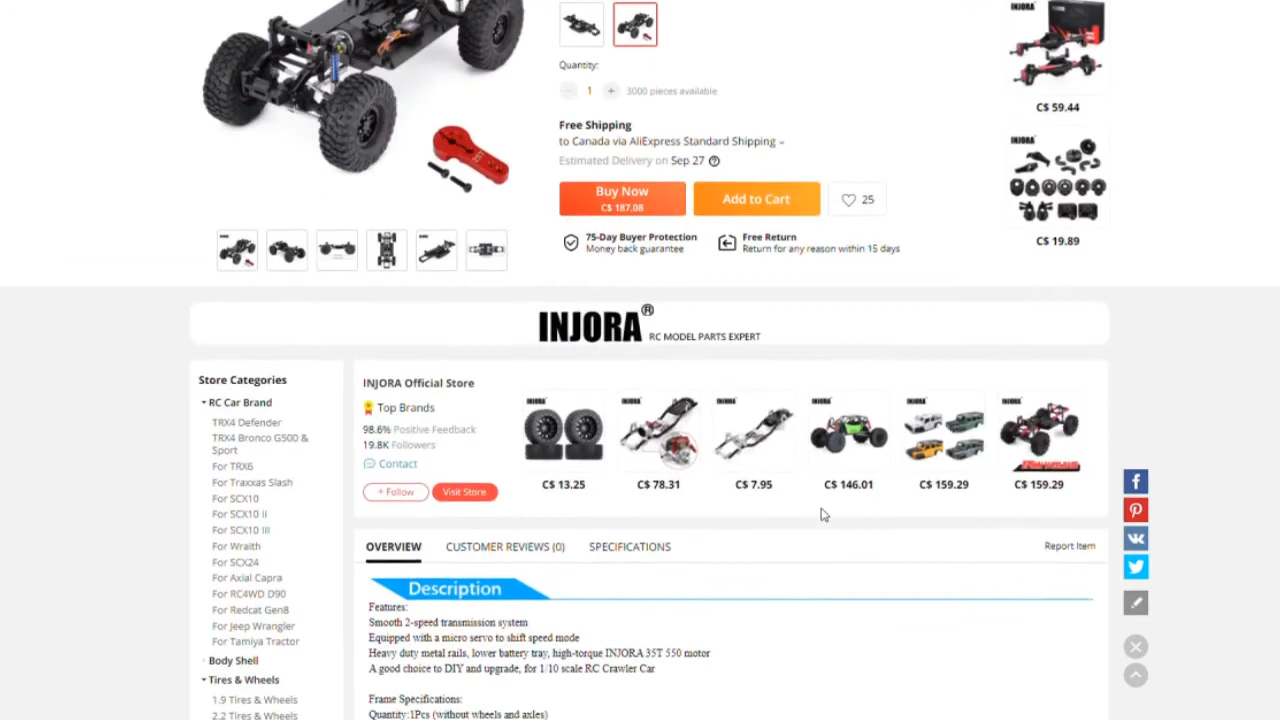 Quantity:
1
3000 pieces available
Free Shipping
to Canada via AliExpress Standard Shipping
Estimated Delivery on Sep 27
Buy Now
C$ 187.08
Add to Cart
25
75-Day Buyer Protection
Money back guarantee
Free Return
Return for any reason within 15 days
INJORA
C$ 59.44
INJORA
C$ 19.89
INJORA® RC MODEL PARTS EXPERT
Store Categories
RC Car Brand
TRX4 Defender
TRX4 Bronco G500 &
Sport
For TRX6
For Traxxas Slash
For SCX10
For SCX10 II
For SCX10 III
For Wraith
For SCX24
For Axial Capra
For RC4WD D90
For Redcat Gen8
For Jeep Wrangler
For Tamiya Tractor
Body Shell
Tires & Wheels
1.9 Tires & Wheels
2.2 Tires & Wheels
INJORA Official Store
Top Brands
98.6% Positive Feedback
19.8K Followers
Contact
+ Follow
Visit Store
INJORA
C$ 13.25
INJORA
C$ 78.31
INJORA
C$ 7.95
INJORA
C$ 146.01
INJORA
C$ 159.29
INJORA
C$ 159.29
OVERVIEW
CUSTOMER REVIEWS (0)
SPECIFICATIONS
Report Item
Description
Features:
Smooth 2-speed transmission system
Equipped with a micro servo to shift speed mode
Heavy duty metal rails, lower battery tray, high-torque INJORA 35T 550 motor
A good choice to DIY and upgrade, for 1/10 scale RC Crawler Car
Frame Specifications:
Quantity:1Pcs (without wheels and axles)